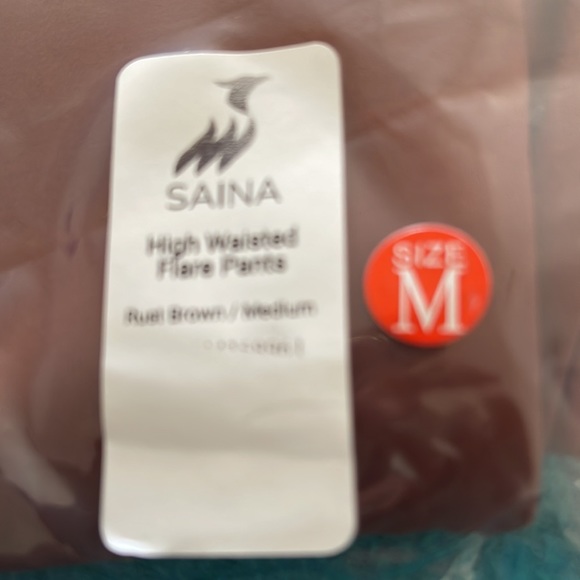 SAINA
High Waisted
Flare Pants
Rust Brown / Medium
SIZE
M